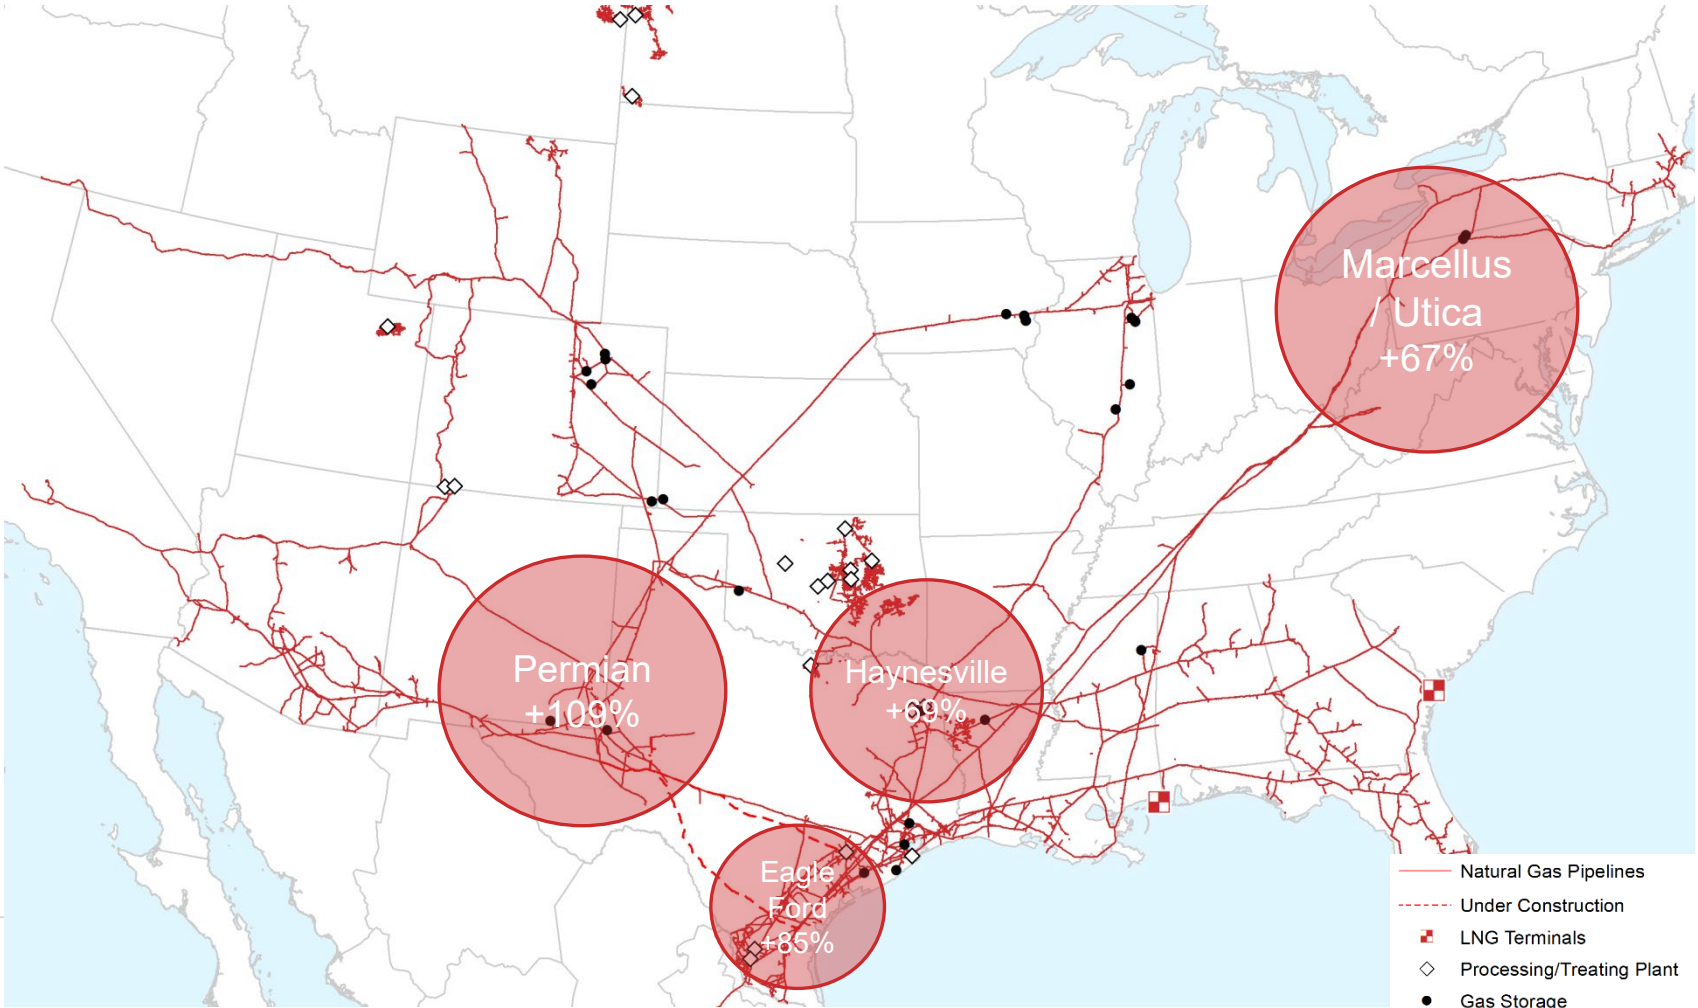 Marcellus
/ Utica
+67%
Permian
+109%
Haynesville
+69%
Eagle
Ford
+85%
Natural Gas Pipelines
Under Construction
LNG Terminals
Processing/Treating Plant
Gas Storage